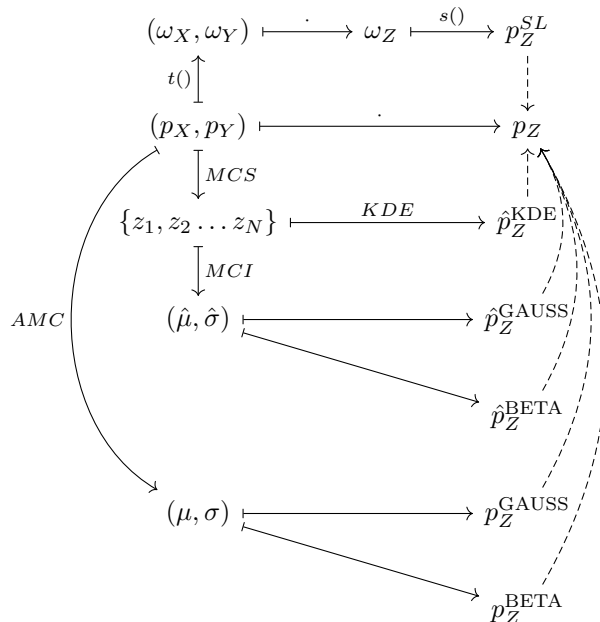 (ω_X, ω_Y) · ω_Z s() p_Z^{SL}
t()
(p_X, p_Y) · p_Z
MCS
{z_1, z_2 … z_N} KDE p̂_Z^{KDE}
MCI
AMC (μ̂, σ̂) p̂_Z^{GAUSS}
p̂_Z^{BETA}
(μ, σ) p_Z^{GAUSS}
p_Z^{BETA}